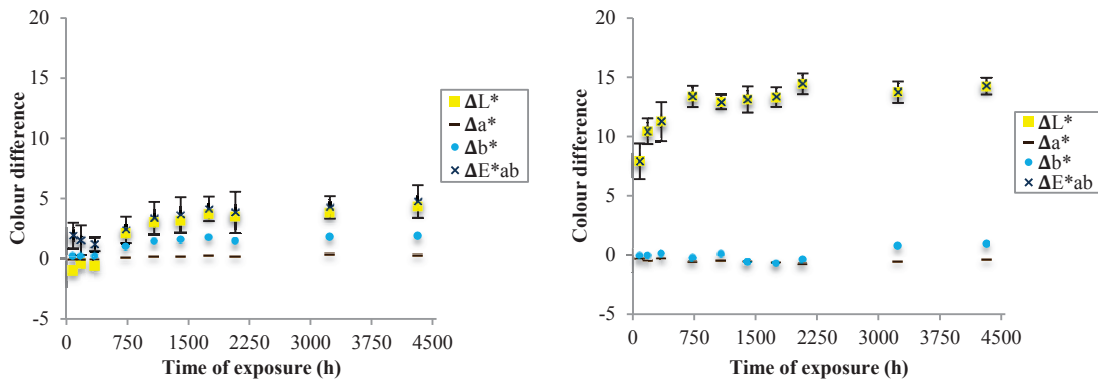 20
15
10
5
0
-5
Colour difference
0 750 1500 2250 3000 3750 4500
Time of exposure (h)
ΔL*
Δa*
Δb*
ΔE*ab
20
15
10
5
0
-5
Colour difference
0 750 1500 2250 3000 3750 4500
Time of exposure (h)
ΔL*
Δa*
Δb*
ΔE*ab